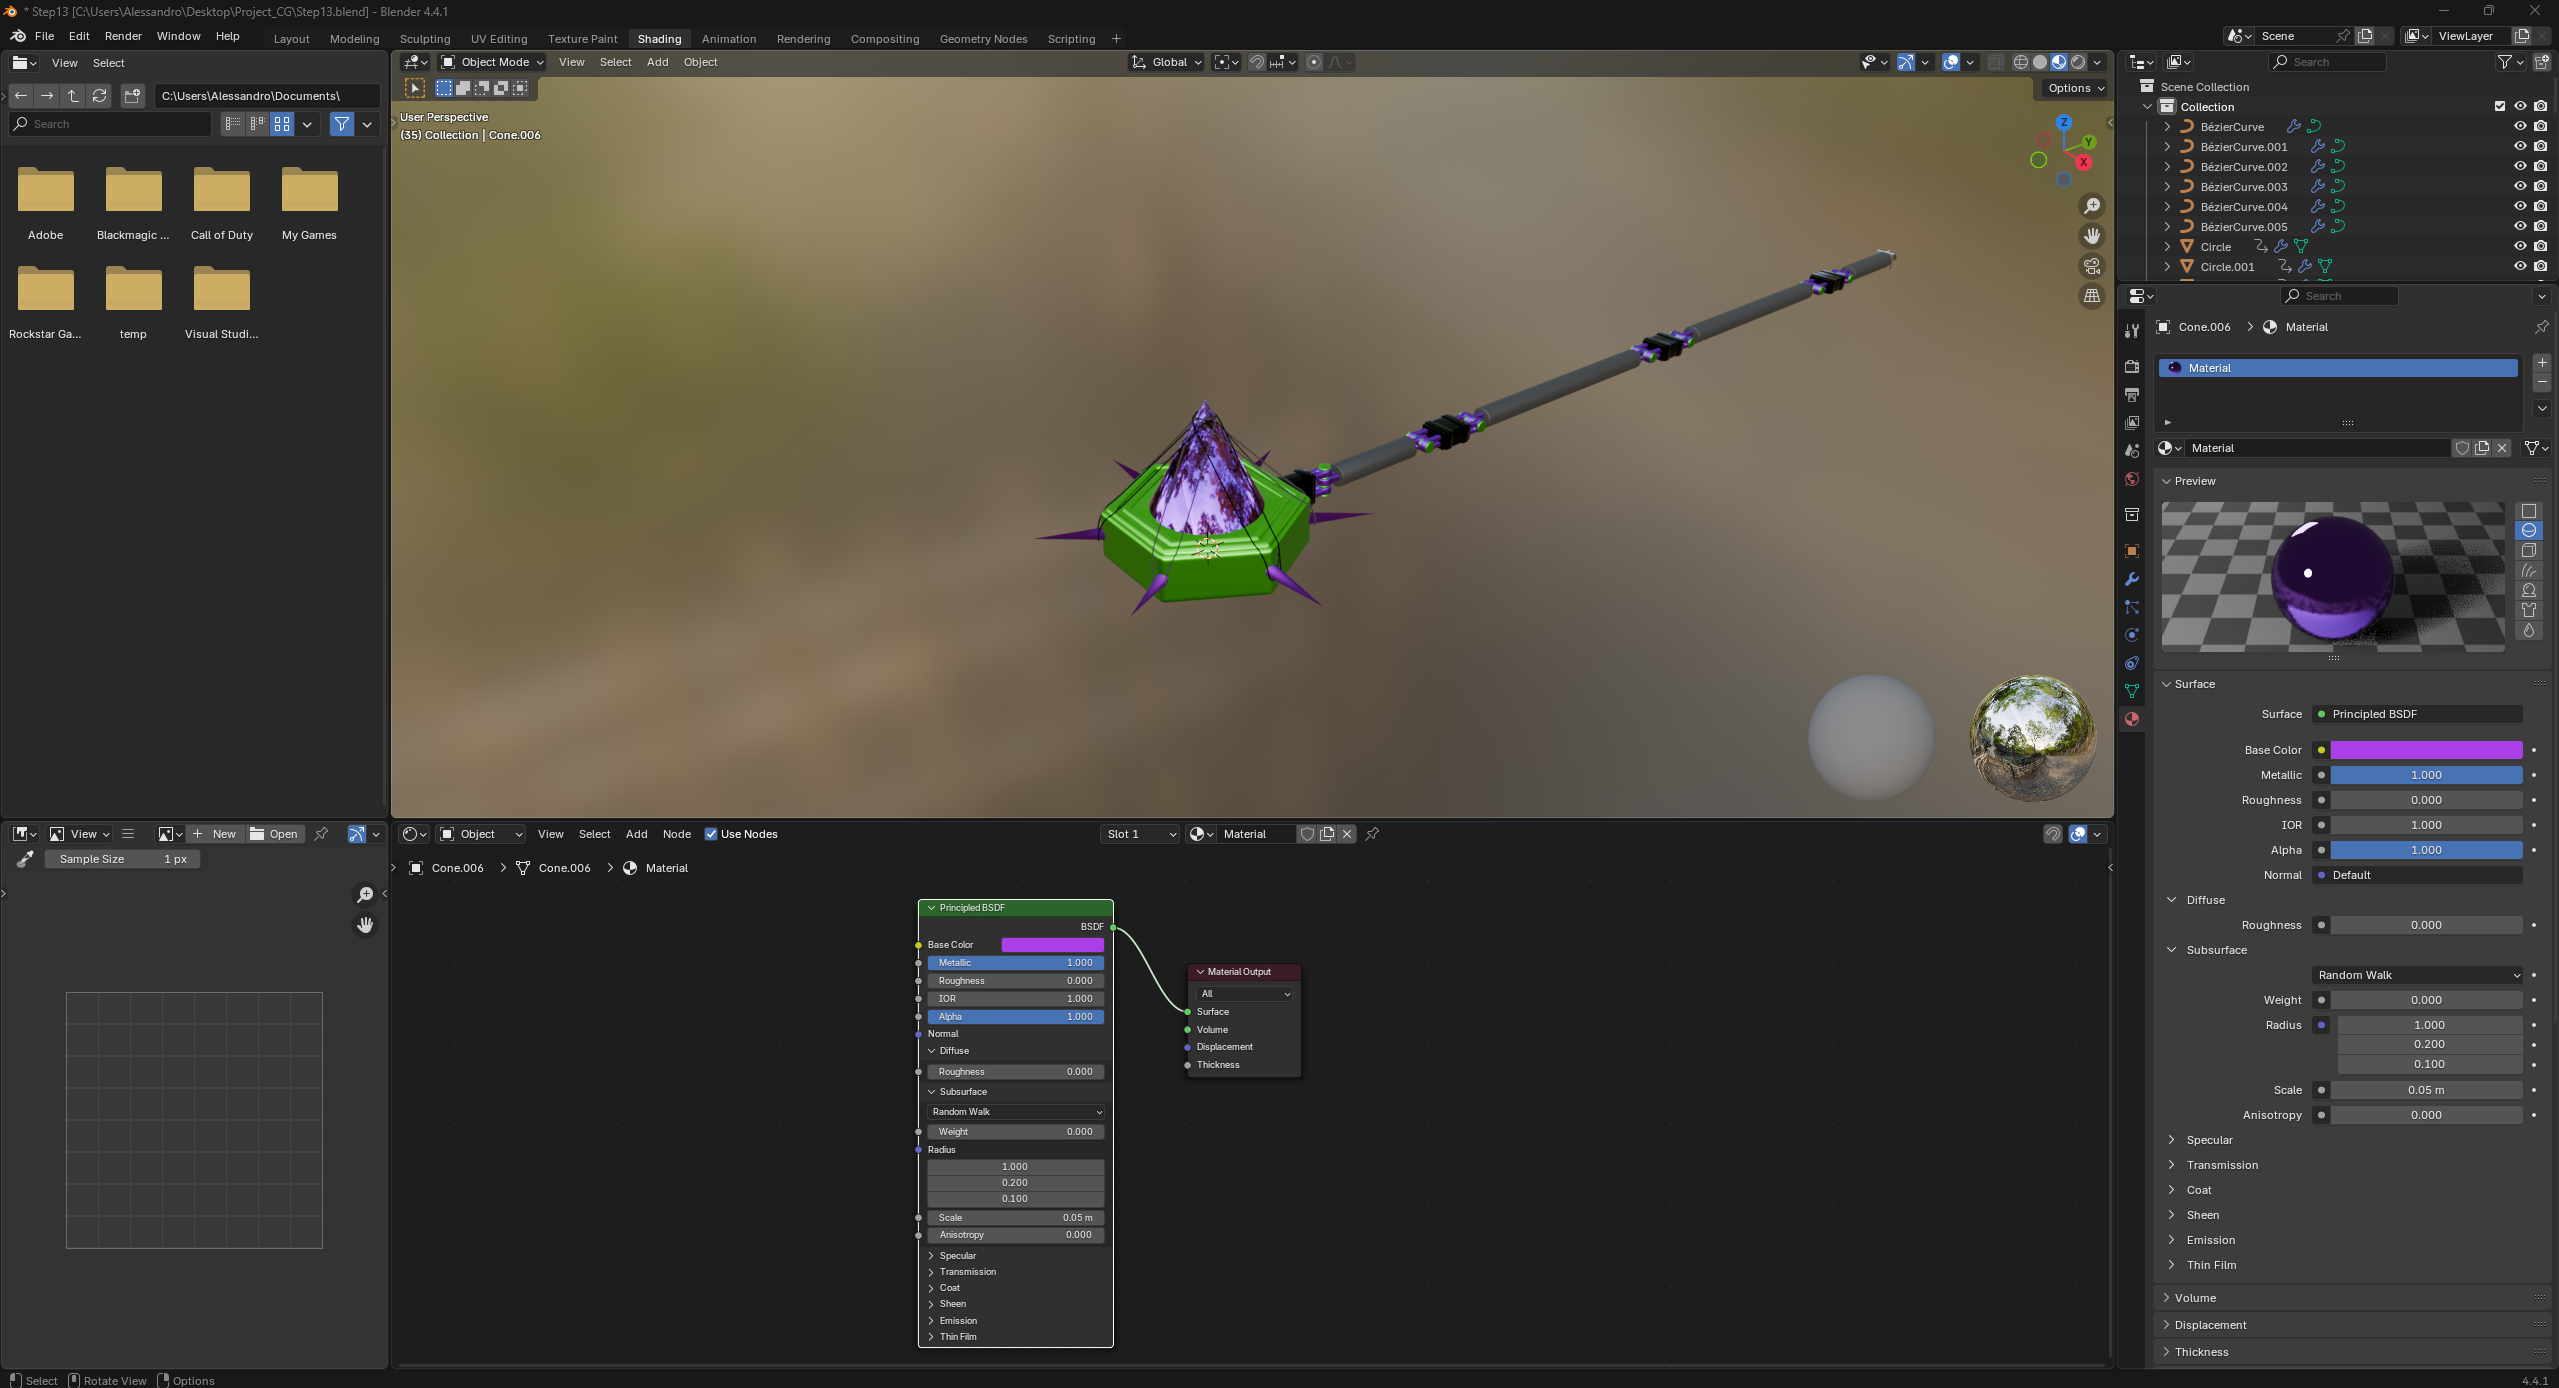 * Step13 [C:\Users\Alessandro\Desktop\Project_CG\Step13.blend] - Blender 4.4.1
File Edit Render Window Help Layout Modeling Sculpting UV Editing Texture Paint Shading Animation Rendering Compositing Geometry Nodes Scripting + Scene ViewLayer
View Select
C:\Users\Alessandro\Documents\
Search
Adobe Blackmagic ... Call of Duty My Games
Rockstar Ga... temp Visual Studi...
Object Mode View Select Add Object Global
Options
User Perspective
(35) Collection | Cone.006
Z
Y
X
Search
Scene Collection
Collection
BézierCurve
BézierCurve.001
BézierCurve.002
BézierCurve.003
BézierCurve.004
BézierCurve.005
Circle
Circle.001
Search
Cone.006 > Material
Material
Material
Preview
Surface
Surface Principled BSDF
Base Color
Metallic 1.000
Roughness 0.000
IOR 1.000
Alpha 1.000
Normal Default
Diffuse
Roughness 0.000
Subsurface
Random Walk
Weight 0.000
Radius 1.000
0.200
0.100
Scale 0.05 m
Anisotropy 0.000
Specular
Transmission
Coat
Sheen
Emission
Thin Film
Volume
Displacement
Thickness
View New Open
Sample Size 1 px
Object View Select Add Node Use Nodes Slot 1 Material
Cone.006 > Cone.006 > Material
Principled BSDF
BSDF
Base Color
Metallic 1.000
Roughness 0.000
IOR 1.000
Alpha 1.000
Normal
Diffuse
Roughness 0.000
Subsurface
Random Walk
Weight 0.000
Radius
1.000
0.200
0.100
Scale 0.05 m
Anisotropy 0.000
Specular
Transmission
Coat
Sheen
Emission
Thin Film
Material Output
All
Surface
Volume
Displacement
Thickness
Select Rotate View Options
4.4.1